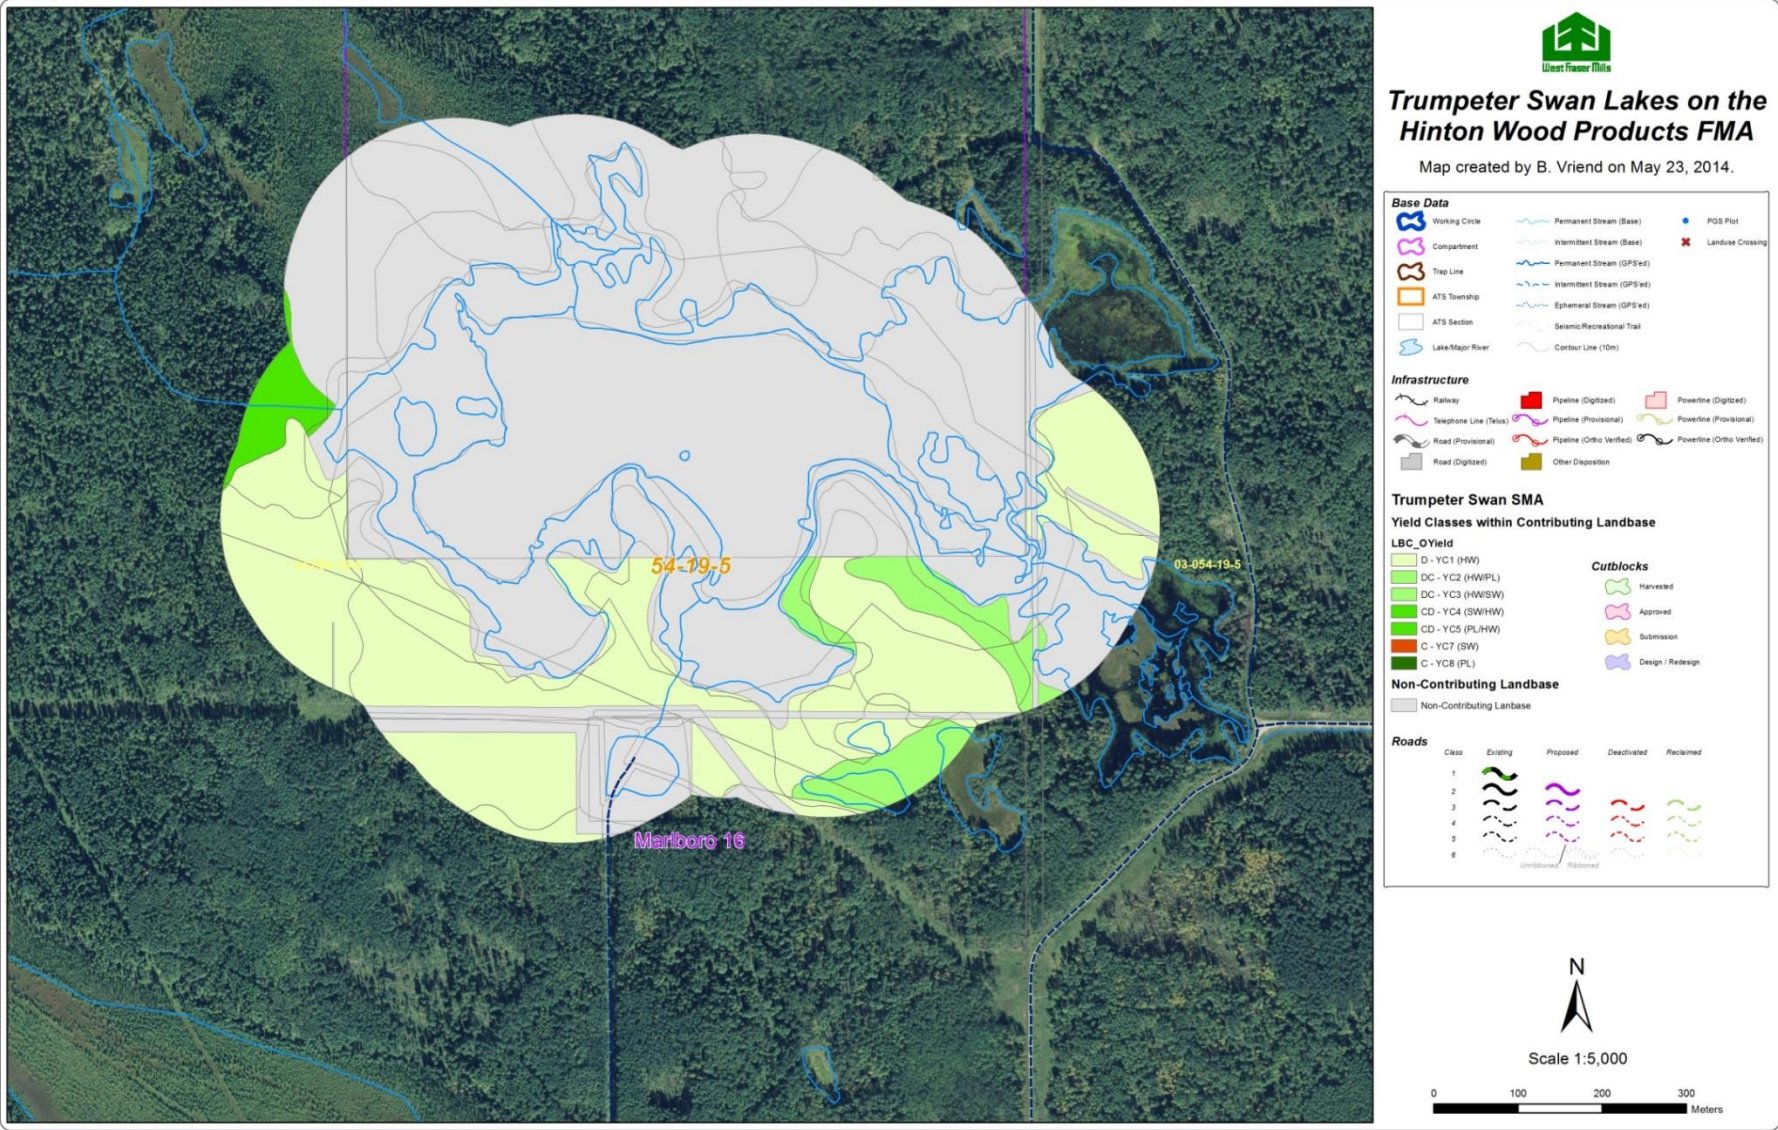 West Fraser Mills
Trumpeter Swan Lakes on the
Hinton Wood Products FMA
Map created by B. Vriend on May 23, 2014.
Base Data
Working Circle
Compartment
Trap Line
ATS Township
ATS Section
Lake/Major River
Permanent Stream (Base)
Intermittent Stream (Base)
Permanent Stream (GPS'ed)
Intermittent Stream (GPS'ed)
Ephemeral Stream (GPS'ed)
Seismic/Recreational Trail
Contour Line (10m)
PGS Plot
Landuse Crossing
Infrastructure
Railway
Telephone Line (Telus)
Road (Provisional)
Road (Digitized)
Pipeline (Digitized)
Pipeline (Provisional)
Pipeline (Ortho Verified)
Other Disposition
Powerline (Digitized)
Powerline (Provisional)
Powerline (Ortho Verified)
Trumpeter Swan SMA
Yield Classes within Contributing Landbase
LBC_OYield
D - YC1 (HW)
DC - YC2 (HW/PL)
DC - YC3 (HW/SW)
CD - YC4 (SW/HW)
CD - YC5 (PL/HW)
C - YC7 (SW)
C - YC8 (PL)
Cutblocks
Harvested
Approved
Submission
Design / Redesign
Non-Contributing Landbase
Non-Contributing Lanbase
Roads
Class Existing Proposed Deactivated Reclaimed
1
2
3
4
5
6
Unribboned Ribboned
N
Scale 1:5,000
0 100 200 300
Meters
54-19-5
03-054-19-5
Marlboro 16